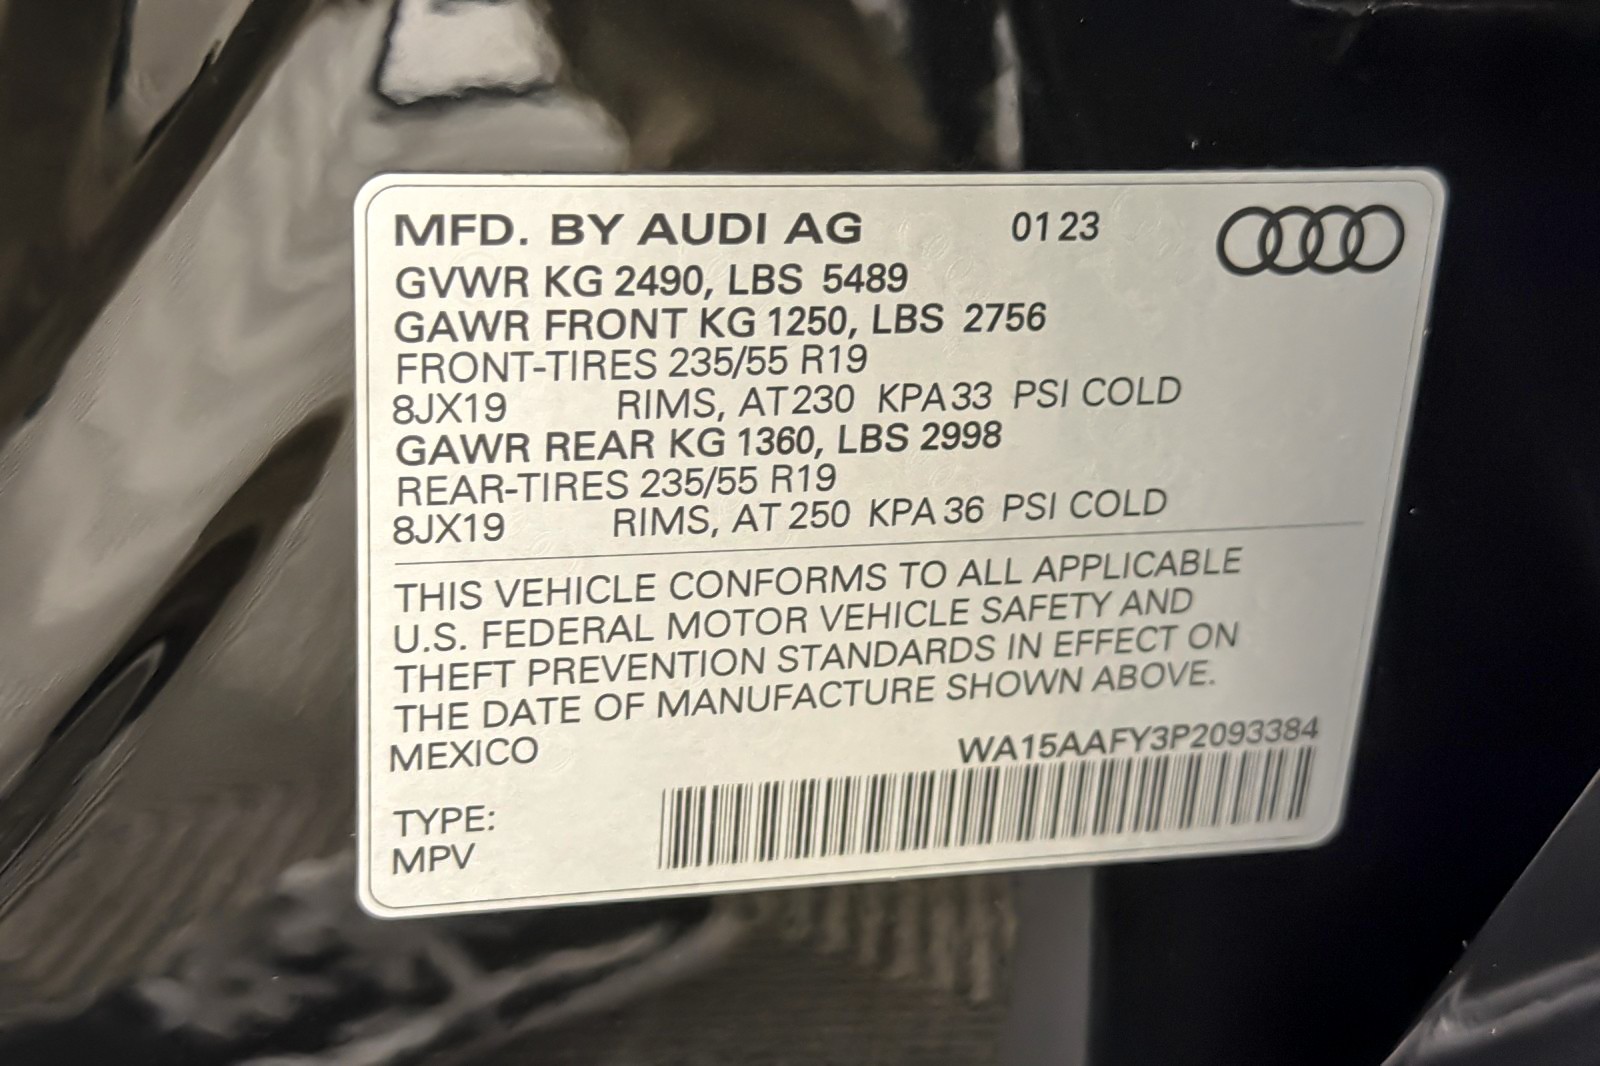 MFD. BY AUDI AG 01 23
GVWR KG 2490, LBS 5489
GAWR FRONT KG 1250, LBS 2756
FRONT-TIRES 235/55 R19
8JX19 RIMS, AT 230 KPA 33 PSI COLD
GAWR REAR KG 1360, LBS 2998
REAR-TIRES 235/55 R19
8JX19 RIMS, AT 250 KPA 36 PSI COLD
THIS VEHICLE CONFORMS TO ALL APPLICABLE
U.S. FEDERAL MOTOR VEHICLE SAFETY AND
THEFT PREVENTION STANDARDS IN EFFECT ON
THE DATE OF MANUFACTURE SHOWN ABOVE.
MEXICO WA15AAFY3P2093384
TYPE:
MPV